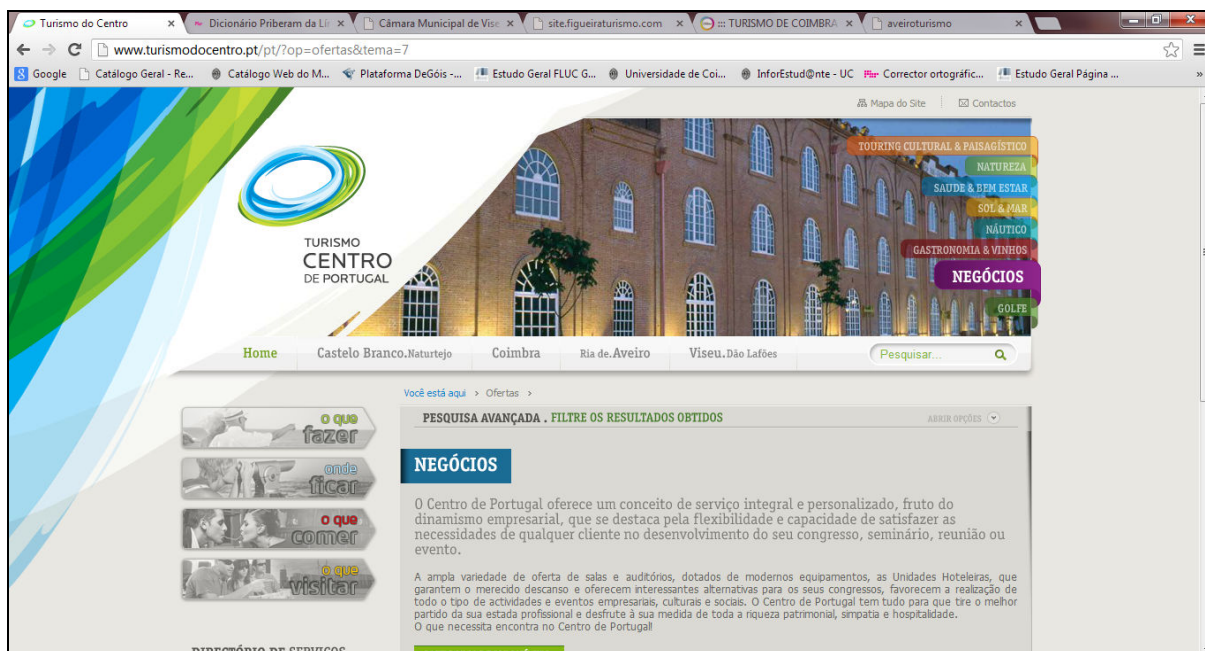 Turismo do Centro
Dicionário Priberam da Lín
Câmara Municipal de Vise
site.figueiraturismo.com
::: TURISMO DE COIMBRA
aveiroturismo
www.turismodocentro.pt/pt/?op=ofertas&tema=7
Google
Catálogo Geral - Re...
Catálogo Web do M...
Plataforma DeGóis -...
Estudo Geral FLUC G...
Universidade de Coi...
InforEstud@nte - UC
Corrector ortográfic...
Estudo Geral Página ...
»
Mapa do Site
Contactos
TOURING CULTURAL & PAISAGÍSTICO
NATUREZA
SAUDE & BEM ESTAR
SOL & MAR
NÁUTICO
GASTRONOMIA & VINHOS
NEGÓCIOS
GOLFE
TURISMO
CENTRO
DE PORTUGAL
Home
Castelo Branco.Naturtejo
Coimbra
Ria de.Aveiro
Viseu.Dão Lafões
Pesquisar...
Você está aqui > Ofertas >
o que
fazer
onde
ficar
o que
comer
o que
visitar
PESQUISA AVANÇADA . FILTRE OS RESULTADOS OBTIDOS
ABRIR OPÇÕES
NEGÓCIOS
O Centro de Portugal oferece um conceito de serviço integral e personalizado, fruto do
dinamismo empresarial, que se destaca pela flexibilidade e capacidade de satisfazer as
necessidades de qualquer cliente no desenvolvimento do seu congresso, seminário, reunião ou
evento.
A ampla variedade de oferta de salas e auditórios, dotados de modernos equipamentos, as Unidades Hoteleiras, que
garantem o merecido descanso e oferecem interessantes alternativas para os seus congressos, favorecem a realização de
todo o tipo de actividades e eventos empresariais, culturais e sociais. O Centro de Portugal tem tudo para que tire o melhor
partido da sua estada profissional e desfrute à sua medida de toda a riqueza patrimonial, simpatia e hospitalidade.
O que necessita encontra no Centro de Portugal!
DIRECTÓRIO DE SERVIÇOS